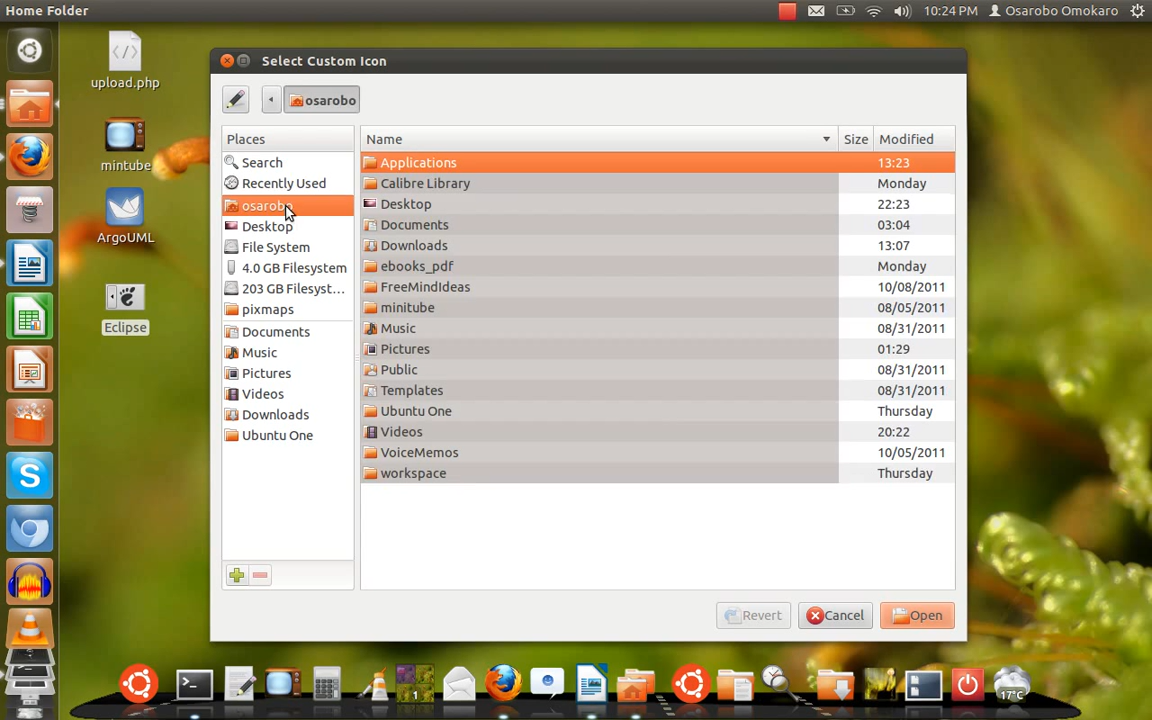 Home Folder
10:24 PM Osarobo Omokaro
upload.php
mintube
ArgoUML
Eclipse
Select Custom Icon
osarobo
Places
Search
Recently Used
osarobo
Desktop
File System
4.0 GB Filesystem
203 GB Filesyst...
pixmaps
Documents
Music
Pictures
Videos
Downloads
Ubuntu One
Name Size Modified
Applications 13:23
Calibre Library Monday
Desktop 22:23
Documents 03:04
Downloads 13:07
ebooks_pdf Monday
FreeMindIdeas 10/08/2011
minitube 08/05/2011
Music 08/31/2011
Pictures 01:29
Public 08/31/2011
Templates 08/31/2011
Ubuntu One Thursday
Videos 20:22
VoiceMemos 10/05/2011
workspace Thursday
Revert Cancel Open
1
17°C